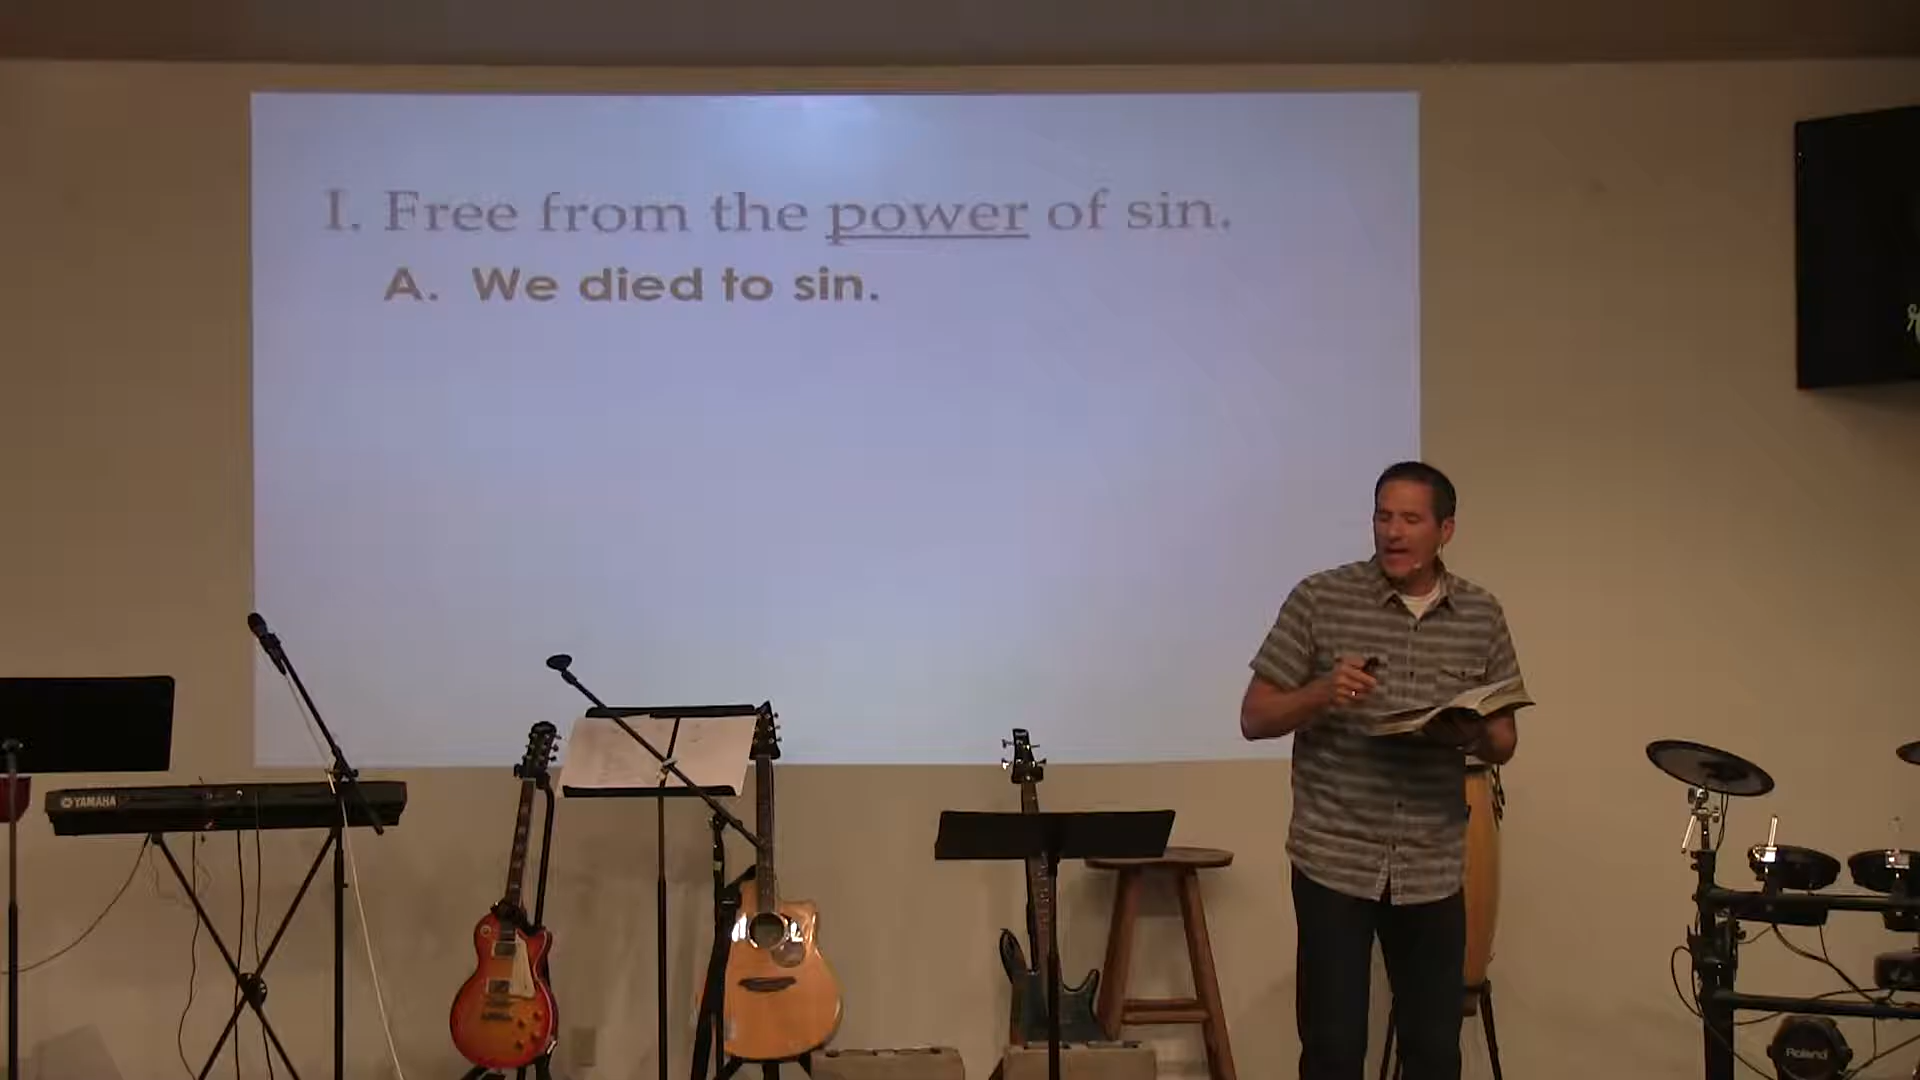 I. Free from the power of sin.
A. We died to sin.
YAMAHA
Roland